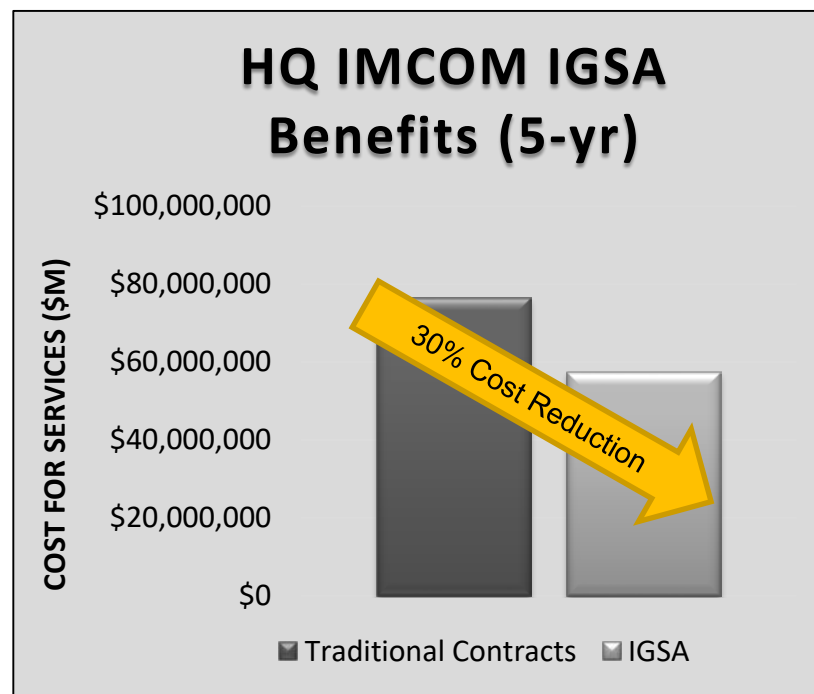 HQ IMCOM IGSA
Benefits (5-yr)
COST FOR SERVICES ($M)
$100,000,000
$80,000,000
$60,000,000
$40,000,000
$20,000,000
$0
30% Cost Reduction
Traditional Contracts
IGSA